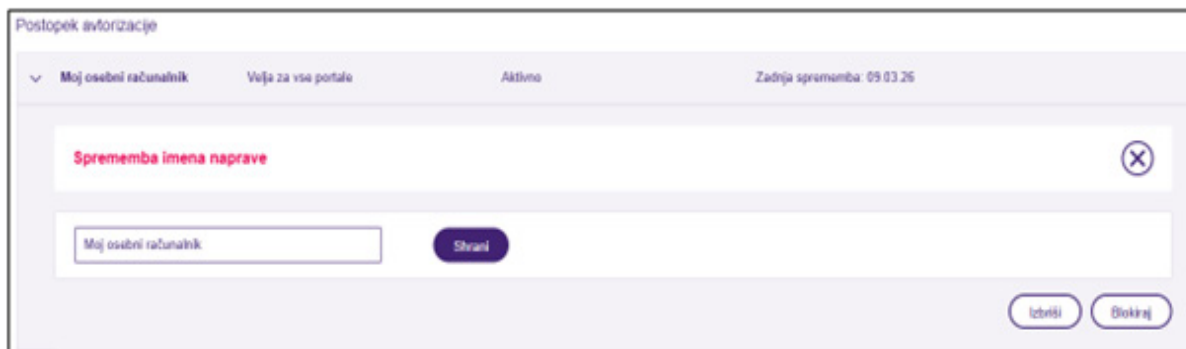 Postopek avtorizacije
Moj osebni računalnik Velja za vse portale Aktivno Zadnja sprememba: 09.03.26
Sprememba imena naprave
Moj osebni računalnik Shrani
Izbriši Blokiraj